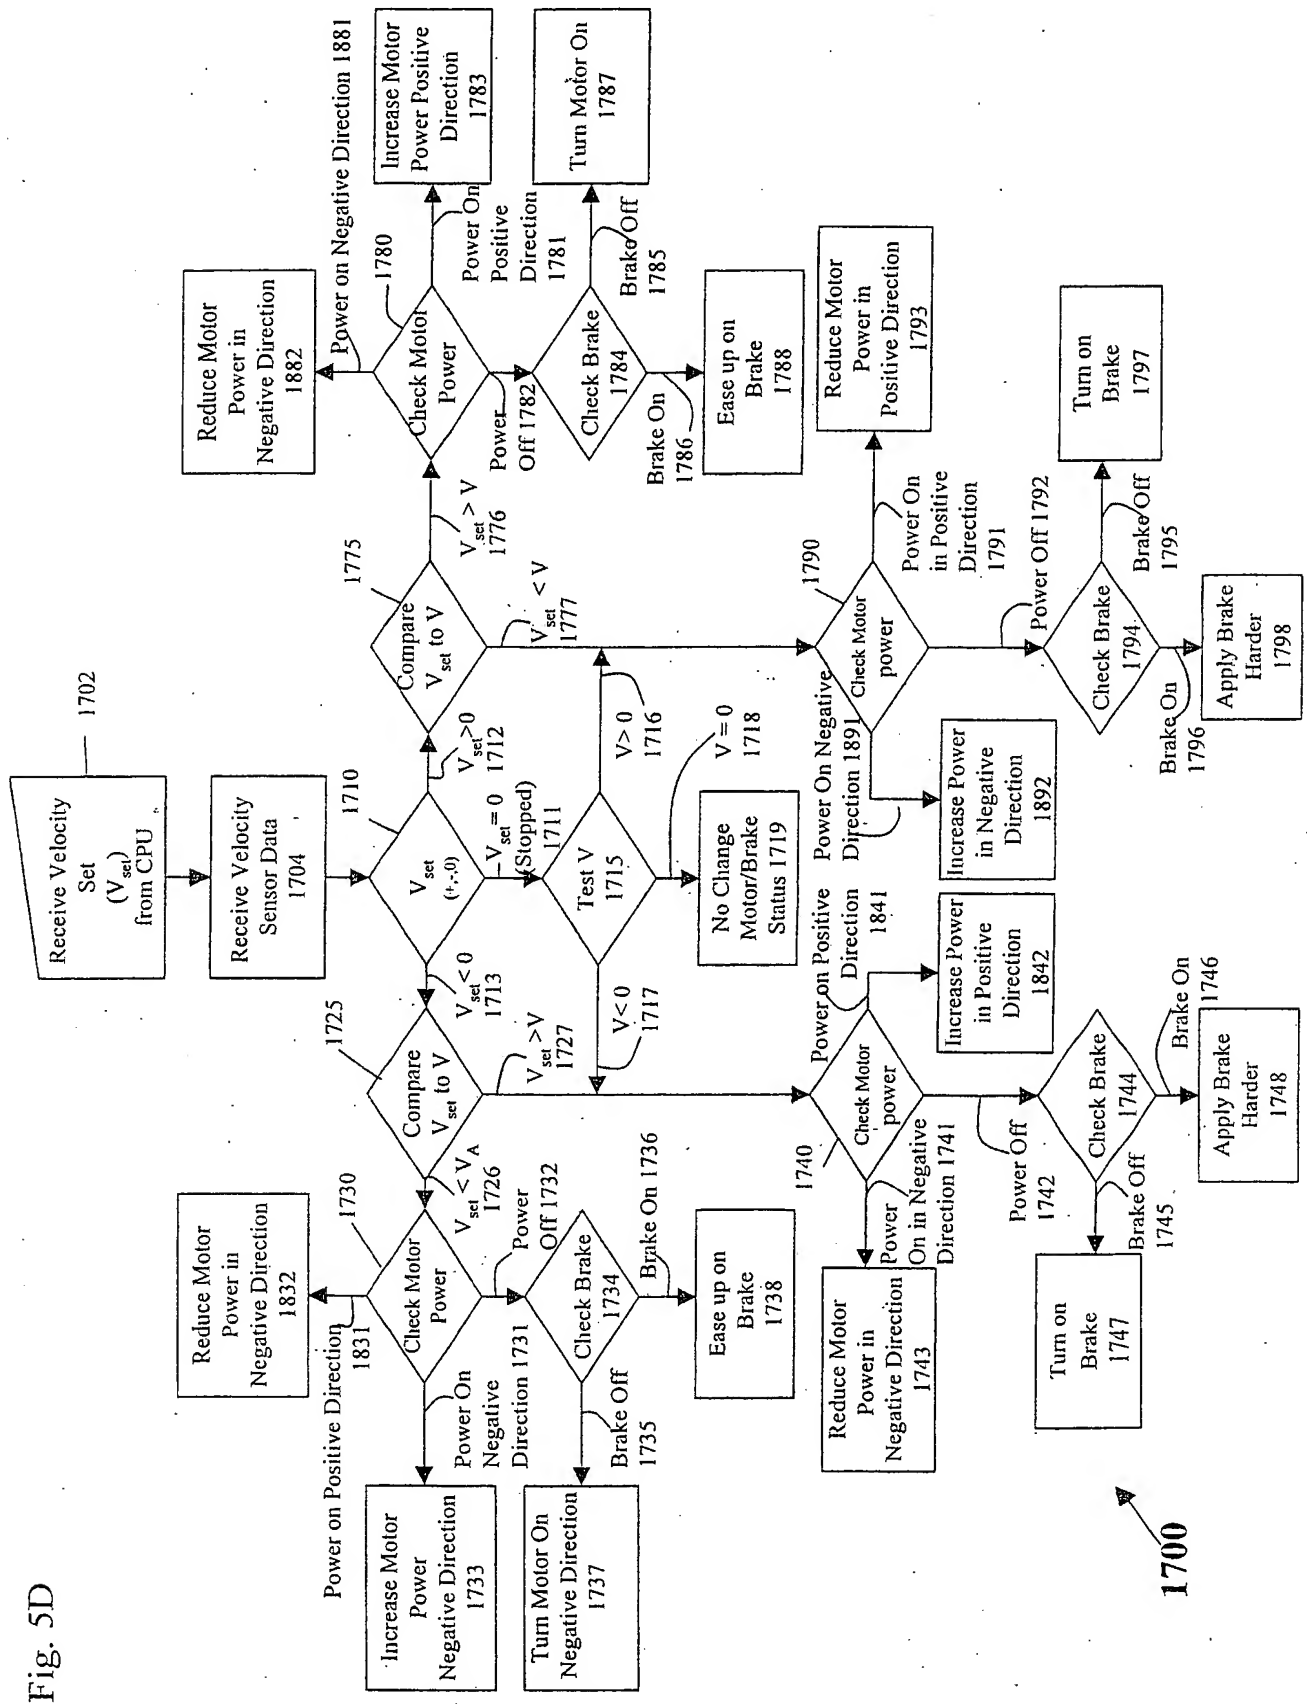 Fig. 5D
Receive Velocity
Set
(Vset)
from CPU
1702
Receive Velocity
Sensor Data
1704
Vset
(+,-,0)
1710
Vset>0
1712
Vset< 0
1713
Vset= 0
(Stopped)
1711
Test V
1715
V> 0
1716
V< 0
1717
V = 0
1718
No Change
Motor/Brake
Status 1719
Compare
Vset to V
1725
Vset < VA
1726
Vset >V
1727
Check Motor
Power
1730
Power on Positive Direction
1831
Reduce Motor
Power in
Negative Direction
1832
Power On
Negative
Direction 1731
Increase Motor
Power
Negative Direction
1733
Power
Off 1732
Check Brake
1734
Brake Off
1735
Turn Motor On
Negative Direction
1737
Brake On 1736
Ease up on
Brake
1738
Check Motor
power
1740
Power on Positive
Direction
1841
Increase Power
in Positive
Direction
1842
Power
On in Negative
Direction 1741
Reduce Motor
Power in
Negative Direction
1743
Power Off
1742
Check Brake
1744
Brake Off
1745
Turn on
Brake
1747
Brake On
1746
Apply Brake
Harder
1748
Compare
Vset to V
1775
Vset > V
1776
Vset < V
1777
Check Motor
Power
1780
Power on Negative Direction 1881
Reduce Motor
Power in
Negative Direction
1882
Power On
Positive
Direction
1781
Increase Motor
Power Positive
Direction
1783
Power
Off 1782
Check Brake
1784
Brake Off
1785
Turn Motor On
1787
Brake On
1786
Ease up on
Brake
1788
Check Motor
power
1790
Power On Negative
Direction 1891
Increase Power
in Negative
Direction
1892
Power On
in Positive
Direction
1791
Reduce Motor
Power in
Positive Direction
1793
Power Off 1792
Check Brake
1794
Brake Off
1795
Turn on
Brake
1797
Brake On
1796
Apply Brake
Harder
1798
1700